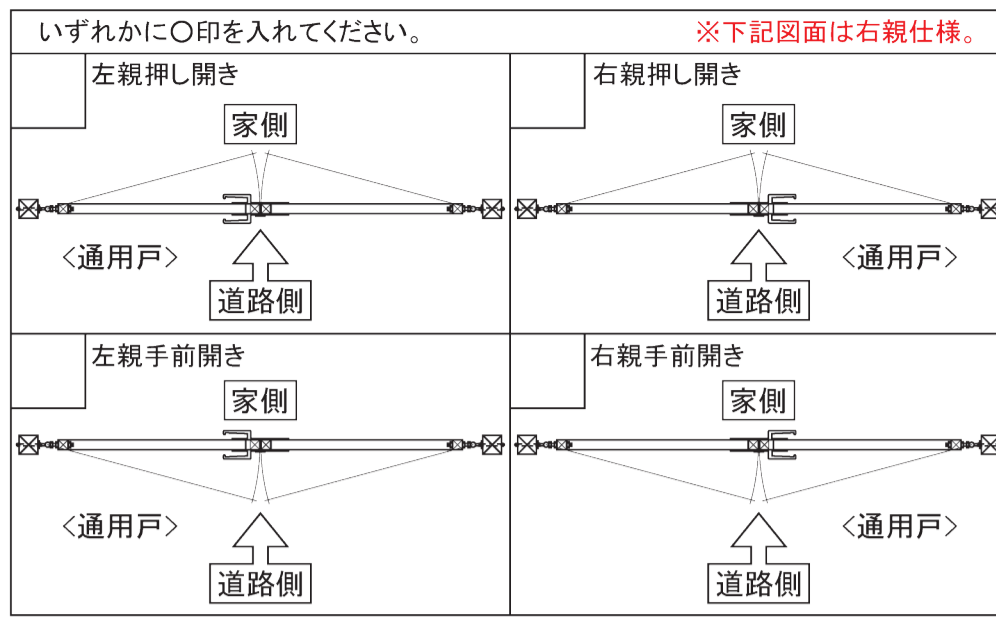 いずれかに〇印を入れてください。
※下記図面は右親仕様。
左親押し開き
家側
<通用戸>
道路側
右親押し開き
家側
<通用戸>
道路側
左親手前開き
家側
<通用戸>
道路側
右親手前開き
家側
<通用戸>
道路側